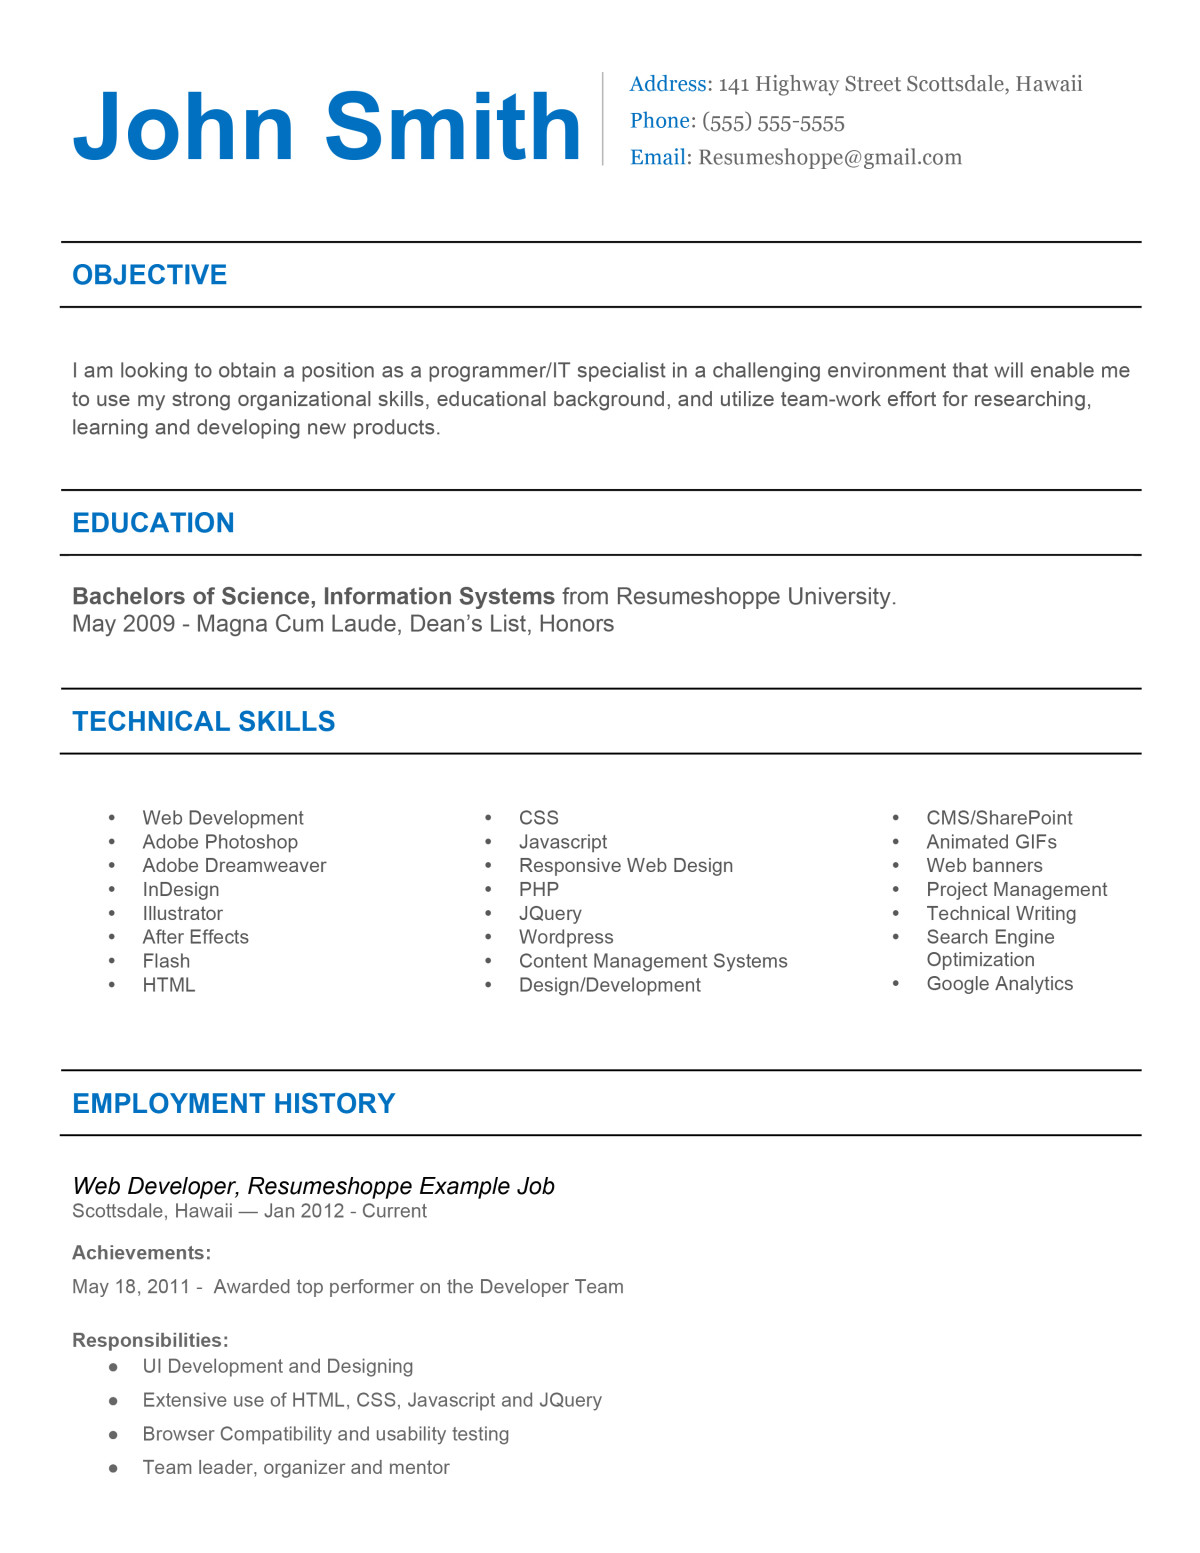 John Smith
Address: 141 Highway Street Scottsdale, Hawaii
Phone: (555) 555-5555
Email: Resumeshoppe@gmail.com
OBJECTIVE
I am looking to obtain a position as a programmer/IT specialist in a challenging environment that will enable me
to use my strong organizational skills, educational background, and utilize team-work effort for researching,
learning and developing new products.
EDUCATION
Bachelors of Science, Information Systems from Resumeshoppe University.
May 2009 - Magna Cum Laude, Dean’s List, Honors
TECHNICAL SKILLS
• Web Development
• Adobe Photoshop
• Adobe Dreamweaver
• InDesign
• Illustrator
• After Effects
• Flash
• HTML
• CSS
• Javascript
• Responsive Web Design
• PHP
• JQuery
• Wordpress
• Content Management Systems
• Design/Development
• CMS/SharePoint
• Animated GIFs
• Web banners
• Project Management
• Technical Writing
• Search Engine
Optimization
• Google Analytics
EMPLOYMENT HISTORY
Web Developer, Resumeshoppe Example Job
Scottsdale, Hawaii — Jan 2012 - Current
Achievements:
May 18, 2011 -  Awarded top performer on the Developer Team
Responsibilities:
● UI Development and Designing
● Extensive use of HTML, CSS, Javascript and JQuery
● Browser Compatibility and usability testing
● Team leader, organizer and mentor